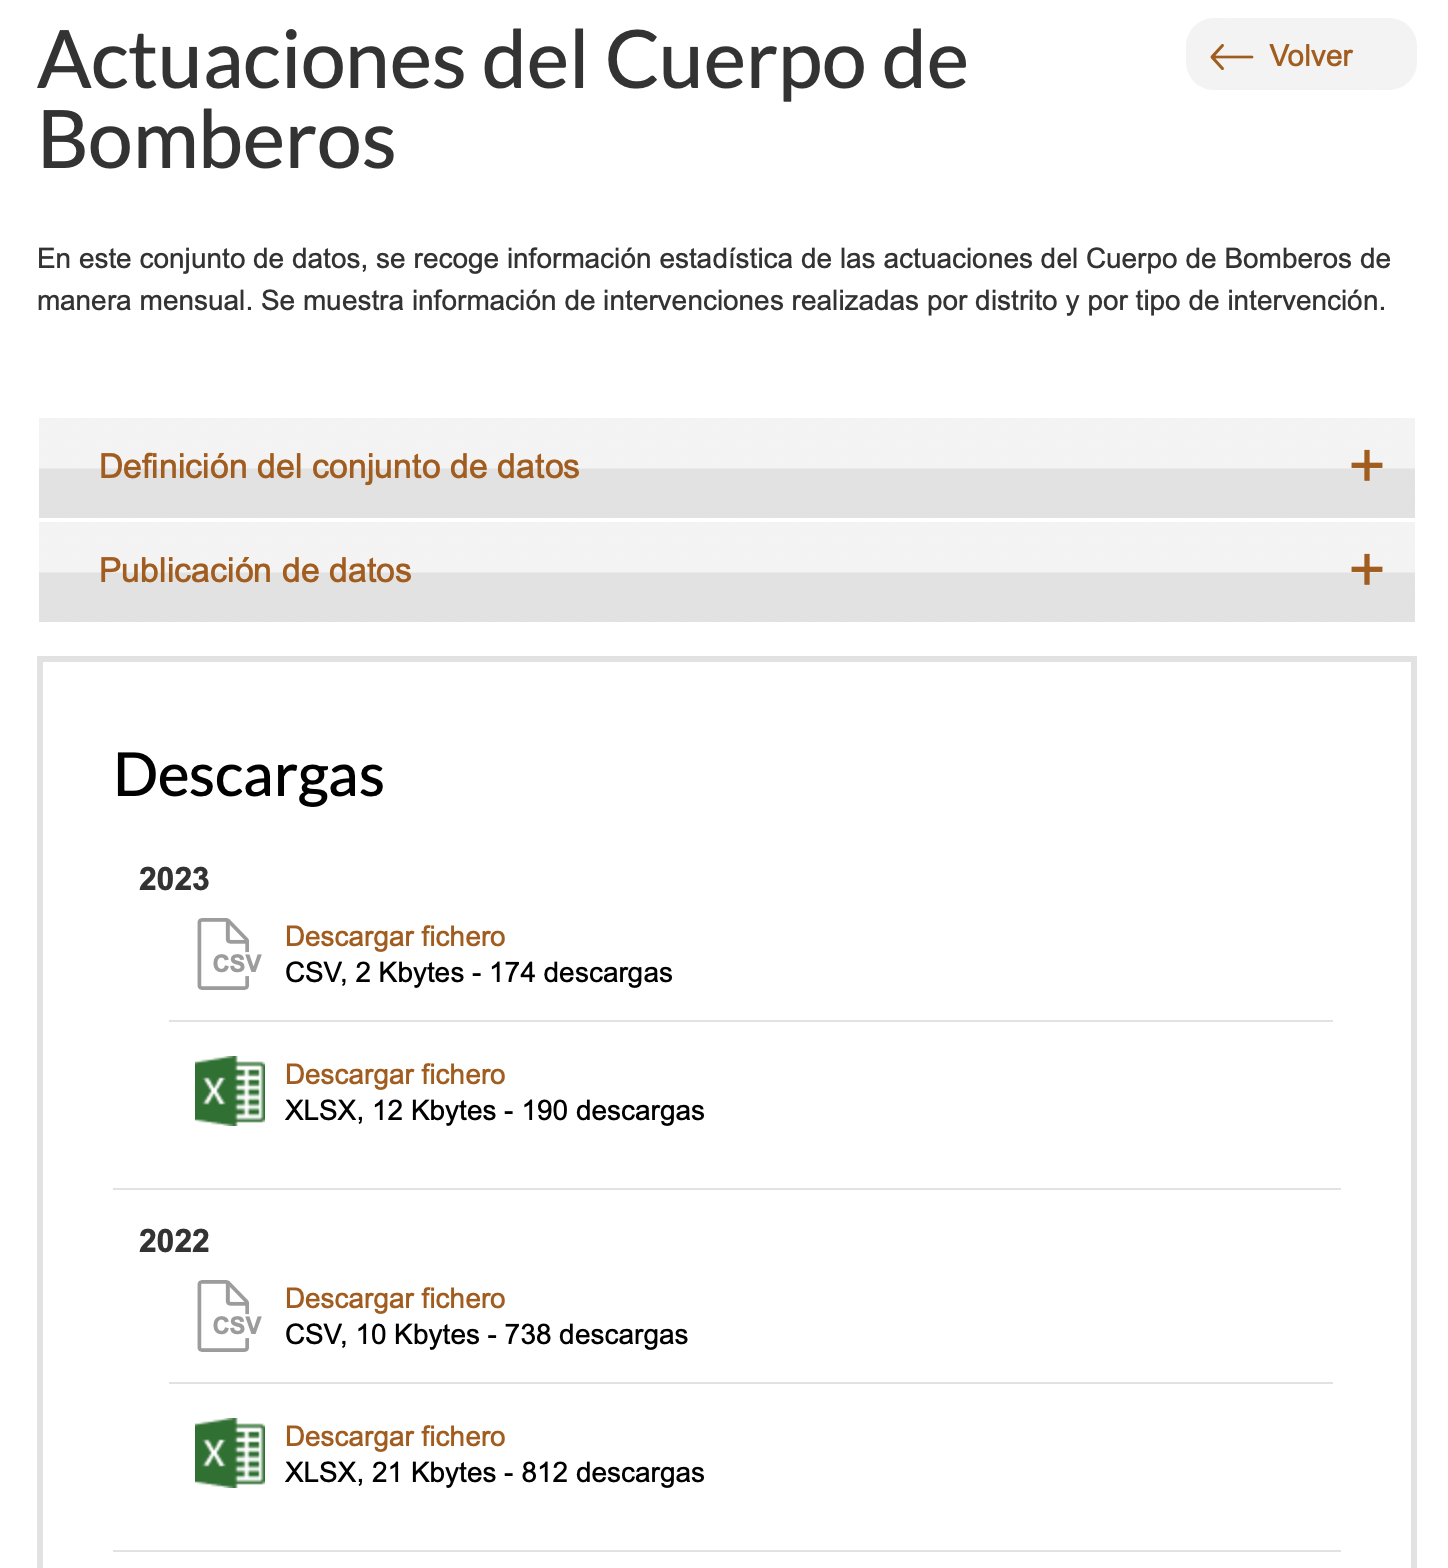 Actuaciones del Cuerpo de
Bomberos
Volver
En este conjunto de datos, se recoge información estadística de las actuaciones del Cuerpo de Bomberos de
manera mensual. Se muestra información de intervenciones realizadas por distrito y por tipo de intervención.
Definición del conjunto de datos
Publicación de datos
Descargas
2023
CSV
Descargar fichero
CSV, 2 Kbytes - 174 descargas
X
Descargar fichero
XLSX, 12 Kbytes - 190 descargas
2022
CSV
Descargar fichero
CSV, 10 Kbytes - 738 descargas
X
Descargar fichero
XLSX, 21 Kbytes - 812 descargas